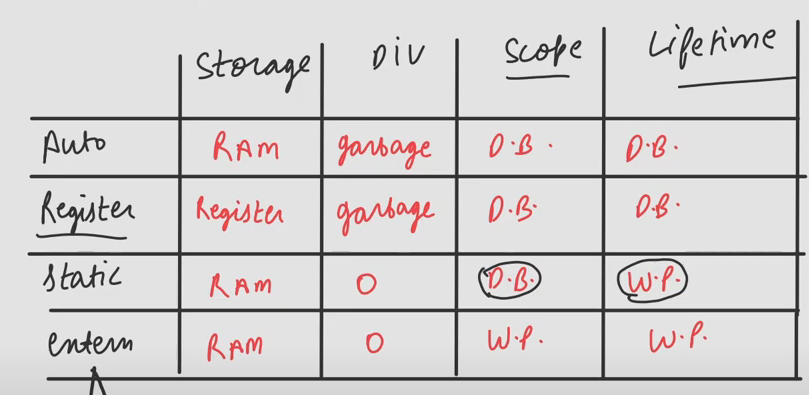 Storage DIV Scope Lifetime
Auto RAM garbage D.B. D.B.
Register Register garbage D.B. D.B.
Static RAM 0 D.B. W.P.
extern RAM 0 W.P. W.P.